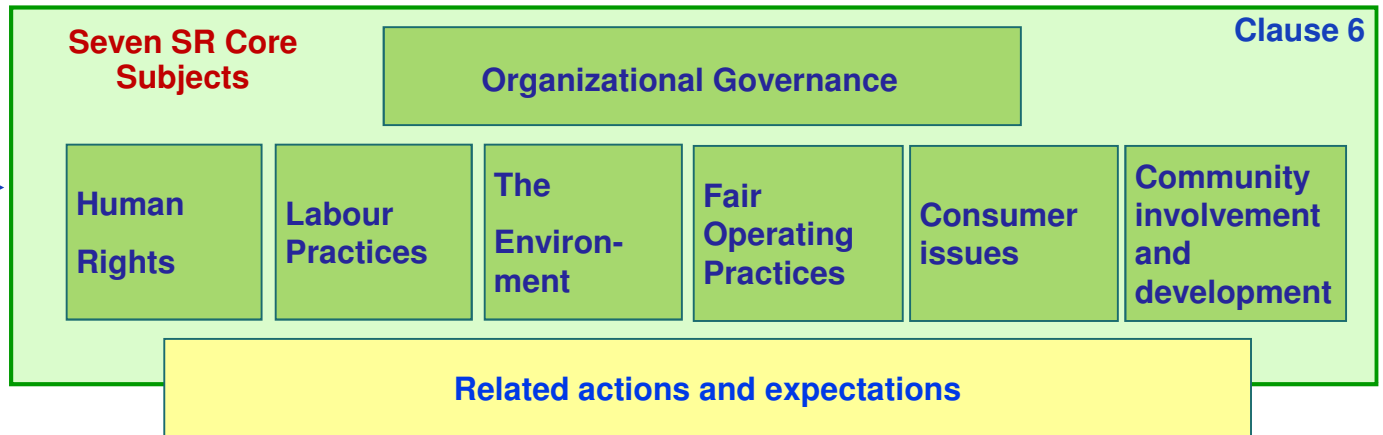 Seven SR Core
Subjects
Clause 6
Organizational Governance
Human
Rights
Labour
Practices
The
Environ-
ment
Fair
Operating
Practices
Consumer
issues
Community
involvement
and
development
Related actions and expectations